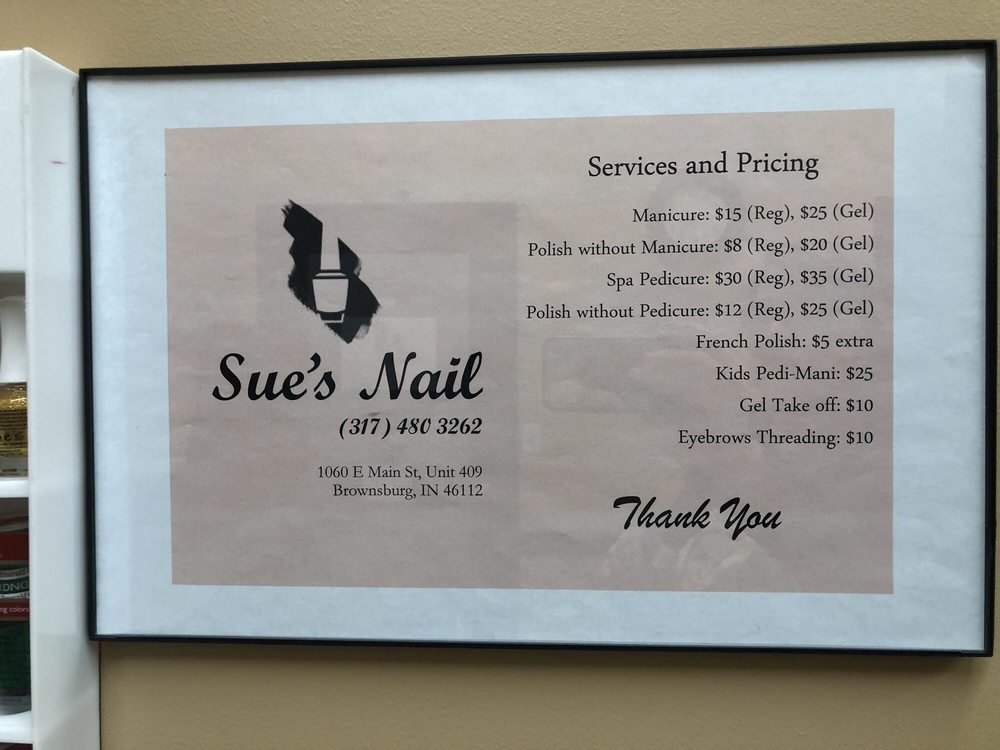 Sue's Nail
(317) 480 3262
1060 E Main St, Unit 409
Brownsburg, IN 46112
Services and Pricing
Manicure: $15 (Reg), $25 (Gel)
Polish without Manicure: $8 (Reg), $20 (Gel)
Spa Pedicure: $30 (Reg), $35 (Gel)
Polish without Pedicure: $12 (Reg), $25 (Gel)
French Polish: $5 extra
Kids Pedi-Mani: $25
Gel Take off: $10
Eyebrows Threading: $10
Thank You